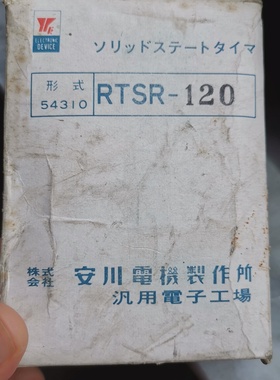 YE
ELECTRONIC
DEVICE
ソリッドステートタイマ
形式
54310
RTSR-120
株式
会社
安川電機製作所
汎用電子工場